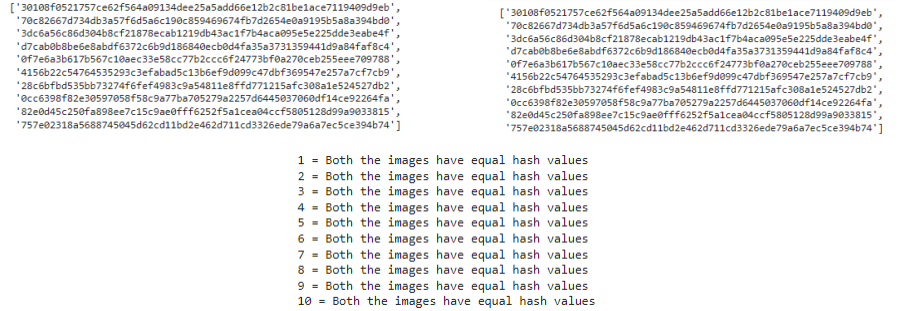 ['30108f0521757ce62f564a09134dee25a5add66e12b2c81be1ace7119409d9eb',
'70c82667d734db3a57f6d5a6c190c859469674fb7d2654e0a9195b5a8a394bd0',
'3dc6a56c86d304b8cf21878ecab1219db43ac1f7b4aca095e5e225dde3eabe4f',
'd7cab0b8be6e8abdf6372c6b9d186840ecb0d4fa35a3731359441d9a84faf8c4',
'0f7e6a3b617b567c10aec33e58cc77b2ccc6f24773bf0a270ceb255eee709788',
'4156b22c54764535293c3efabad5c13b6ef9d099c47dbf369547e257a7cf7cb9',
'28c6bfbd535bb73274f6fef4983c9a54811e8ffd771215afc308a1e524527db2',
'0cc6398f82e30597058f58c9a77ba705279a2257d6445037060df14ce92264fa',
'82e0d45c250fa898ee7c15c9ae0fff6252f5a1cea04ccf5805128d99a9033815',
'757e02318a5688745045d62cd11bd2e462d711cd3326ede79a6a7ec5ce394b74']
['30108f0521757ce62f564a09134dee25a5add66e12b2c81be1ace7119409d9eb',
'70c82667d734db3a57f6d5a6c190c859469674fb7d2654e0a9195b5a8a394bd0',
'3dc6a56c86d304b8cf21878ecab1219db43ac1f7b4aca095e5e225dde3eabe4f',
'd7cab0b8be6e8abdf6372c6b9d186840ecb0d4fa35a3731359441d9a84faf8c4',
'0f7e6a3b617b567c10aec33e58cc77b2ccc6f24773bf0a270ceb255eee709788',
'4156b22c54764535293c3efabad5c13b6ef9d099c47dbf369547e257a7cf7cb9',
'28c6bfbd535bb73274f6fef4983c9a54811e8ffd771215afc308a1e524527db2',
'0cc6398f82e30597058f58c9a77ba705279a2257d6445037060df14ce92264fa',
'82e0d45c250fa898ee7c15c9ae0fff6252f5a1cea04ccf5805128d99a9033815',
'757e02318a5688745045d62cd11bd2e462d711cd3326ede79a6a7ec5ce394b74']
1 = Both the images have equal hash values
2 = Both the images have equal hash values
3 = Both the images have equal hash values
4 = Both the images have equal hash values
5 = Both the images have equal hash values
6 = Both the images have equal hash values
7 = Both the images have equal hash values
8 = Both the images have equal hash values
9 = Both the images have equal hash values
10 = Both the images have equal hash values